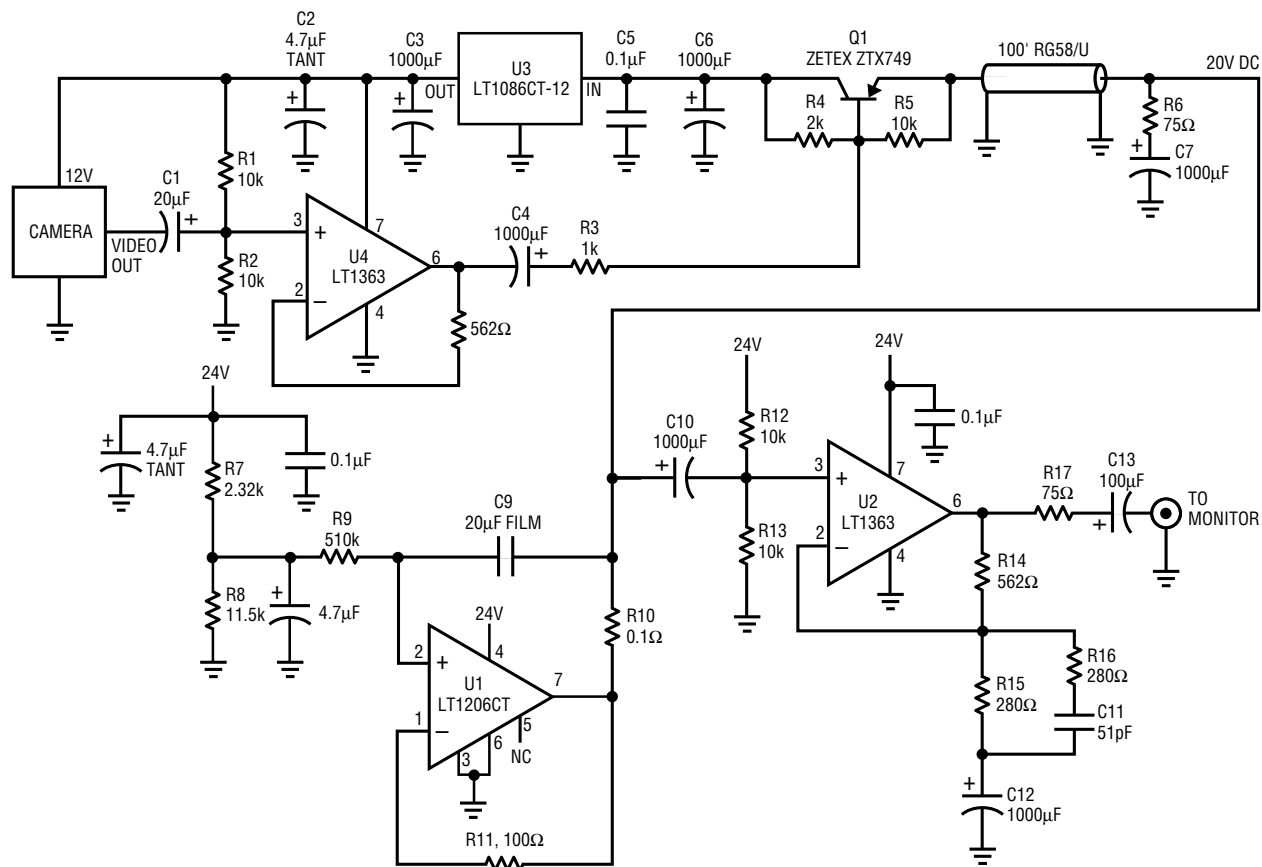 C2
4.7µF
TANT
C3
1000µF
OUT
U3
LT1086CT-12
IN
C5
0.1µF
C6
1000µF
Q1
ZETEX ZTX749
100' RG58/U
20V DC
+
+
+
R4
2k
R5
10k
R6
75Ω
+
C7
1000µF
12V
CAMERA
VIDEO
OUT
C1
20µF
+
R1
10k
R2
10k
3
+
7
U4
LT1363
6
2
–
4
562Ω
C4
1000µF
+
R3
1k
24V
+
4.7µF
TANT
R7
2.32k
0.1µF
R9
510k
C9
20µF FILM
R8
11.5k
+
4.7µF
24V
2
+
4
U1
LT1206CT
7
1
–
3
6
5
NC
R11, 100Ω
R10
0.1Ω
C10
1000µF
+
24V
R12
10k
R13
10k
24V
0.1µF
3
+
7
U2
LT1363
6
2
–
4
R17
75Ω
C13
100µF
+
TO
MONITOR
R14
562Ω
R15
280Ω
R16
280Ω
C11
51pF
+
C12
1000µF